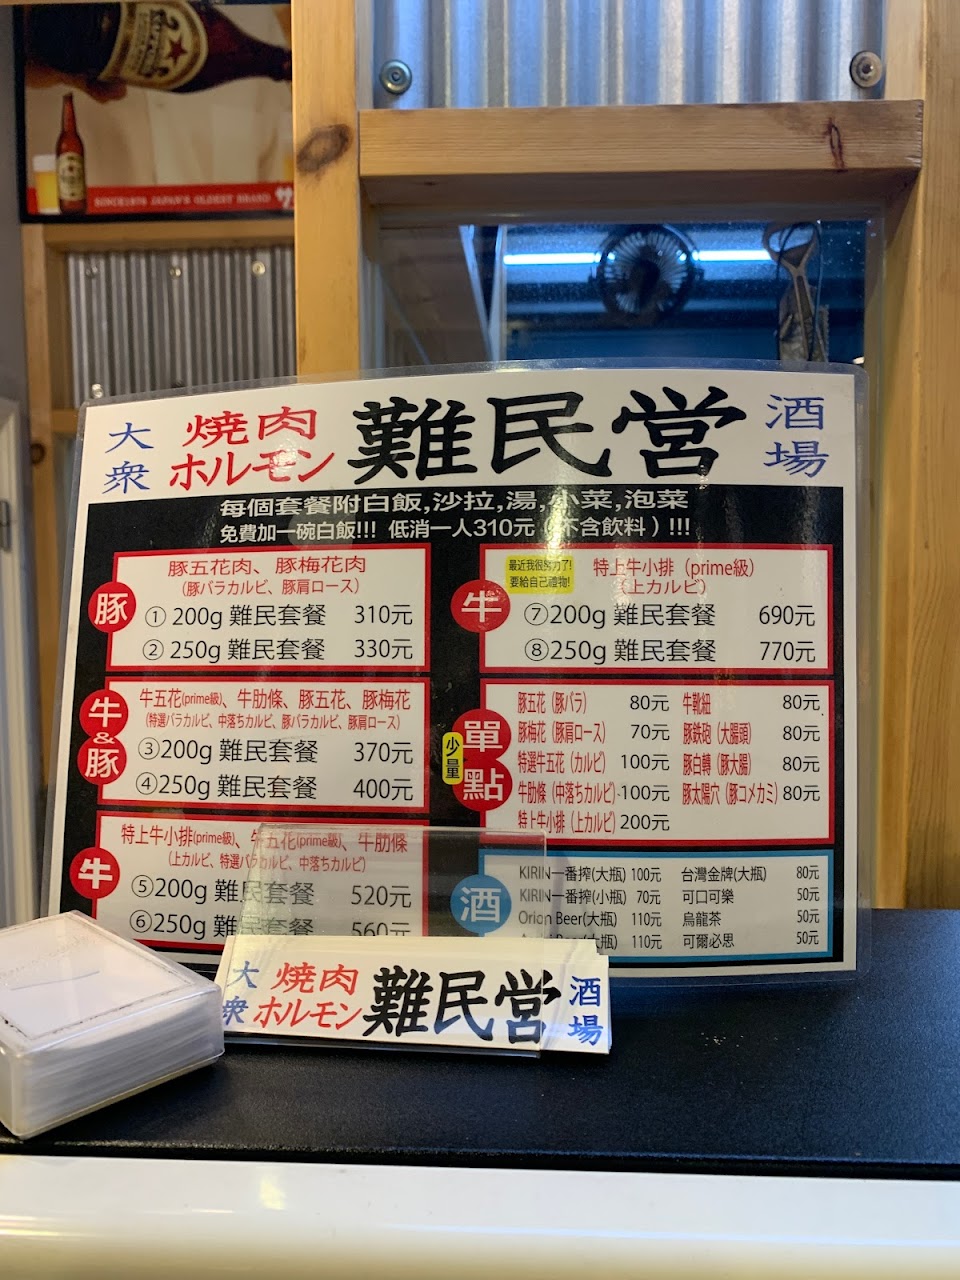 SAPPORO
SINCE1876 JAPAN'S OLDEST BRAND サ
大衆 焼肉ホルモン 難民営 酒場
每個套餐附白飯,沙拉,湯,小菜,泡菜
免費加一碗白飯!!! 低消一人310元(不含飲料)!!!
豚
豚五花肉、豚梅花肉
(豚バラカルビ、豚肩ロース)
① 200g 難民套餐 310元
② 250g 難民套餐 330元
牛&豚
牛五花(prime級)、牛肋條、豚五花、豚梅花
(特選バラカルビ、中落ちカルビ、豚バラカルビ、豚肩ロース)
③200g 難民套餐 370元
④250g 難民套餐 400元
牛
特上牛小排(prime級)、牛五花(prime級)、牛肋條
(上カルビ、特選バラカルビ、中落ちカルビ)
⑤200g 難民套餐 520元
⑥250g 難民套餐 560元
牛
最近我很努力了!
要給自己禮物!
特上牛小排(prime級)
(上カルビ)
⑦200g 難民套餐 690元
⑧250g 難民套餐 770元
單點
少量
豚五花(豚バラ) 80元 牛靴紐 80元
豚梅花(豚肩ロース) 70元 豚鉄砲(大腸頭) 80元
特選牛五花(カルビ) 100元 豚白轉(豚大腸) 80元
牛肋條(中落ちカルビ) 100元 豚太陽穴(豚コメカミ) 80元
特上牛小排(上カルビ) 200元
酒
KIRIN一番搾(大瓶) 100元 台灣金牌(大瓶) 80元
KIRIN一番搾(小瓶) 70元 可口可樂 50元
Orion Beer(大瓶) 110元 烏龍茶 50元
Beer(大瓶) 110元 可爾必思 50元
大衆 焼肉ホルモン 難民営 酒場